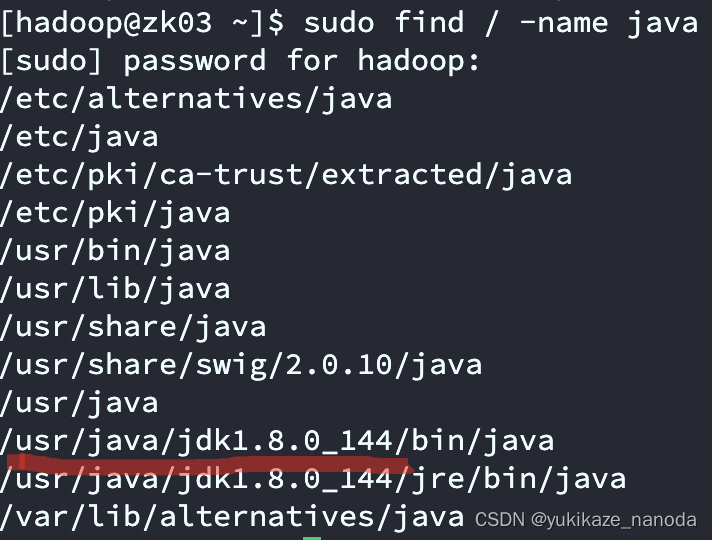 [hadoop@zk03 ~]$ sudo find / -name java
[sudo] password for hadoop:
/etc/alternatives/java
/etc/java
/etc/pki/ca-trust/extracted/java
/etc/pki/java
/usr/bin/java
/usr/lib/java
/usr/share/java
/usr/share/swig/2.0.10/java
/usr/java
/usr/java/jdk1.8.0_144/bin/java
/usr/java/jdk1.8.0_144/jre/bin/java
/var/lib/alternatives/java CSDN @yukikaze_nanoda